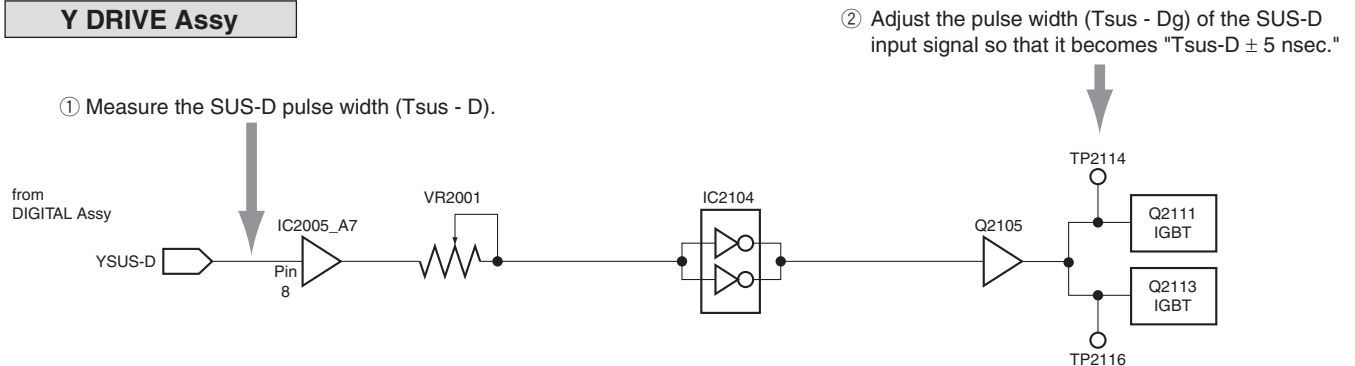 Y DRIVE Assy
② Adjust the pulse width (Tsus - Dg) of the SUS-D
input signal so that it becomes "Tsus-D ± 5 nsec."
① Measure the SUS-D pulse width (Tsus - D).
from
DIGITAL Assy
YSUS-D
Pin
8
IC2005_A7
VR2001
IC2104
Q2105
TP2114
Q2111
IGBT
Q2113
IGBT
TP2116